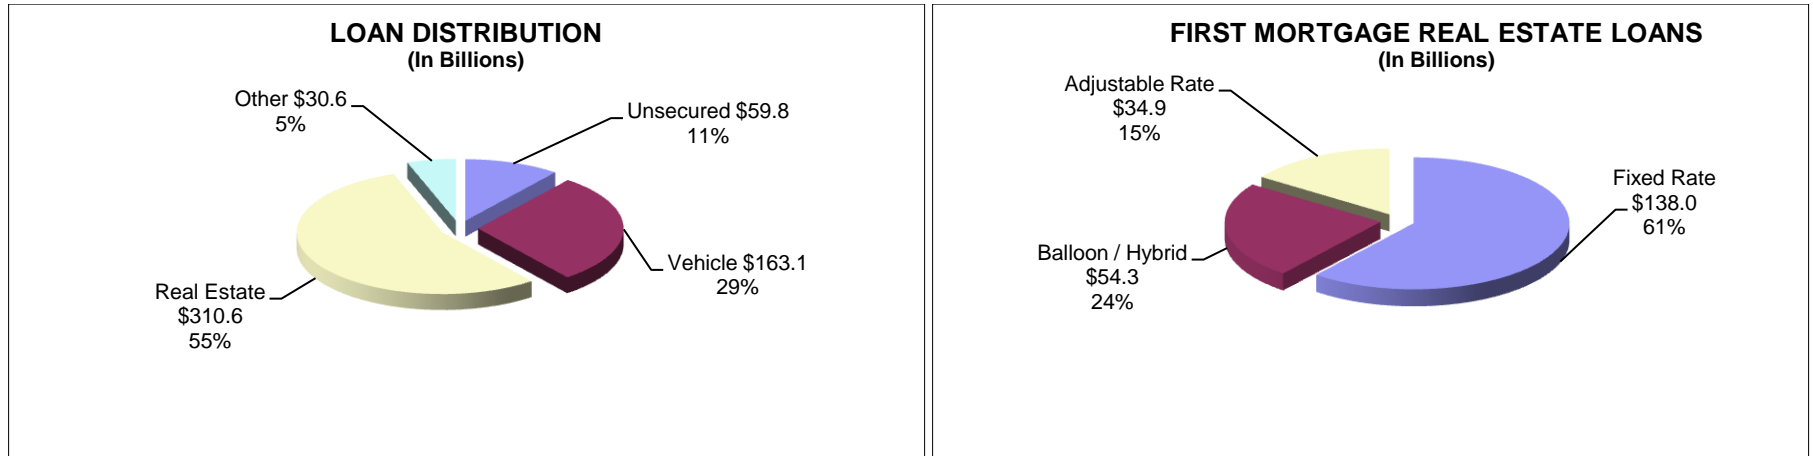 LOAN DISTRIBUTION
(In Billions)
Other $30.6
5%
Unsecured $59.8
11%
Vehicle $163.1
29%
Real Estate
$310.6
55%
FIRST MORTGAGE REAL ESTATE LOANS
(In Billions)
Adjustable Rate
$34.9
15%
Fixed Rate
$138.0
61%
Balloon / Hybrid
$54.3
24%